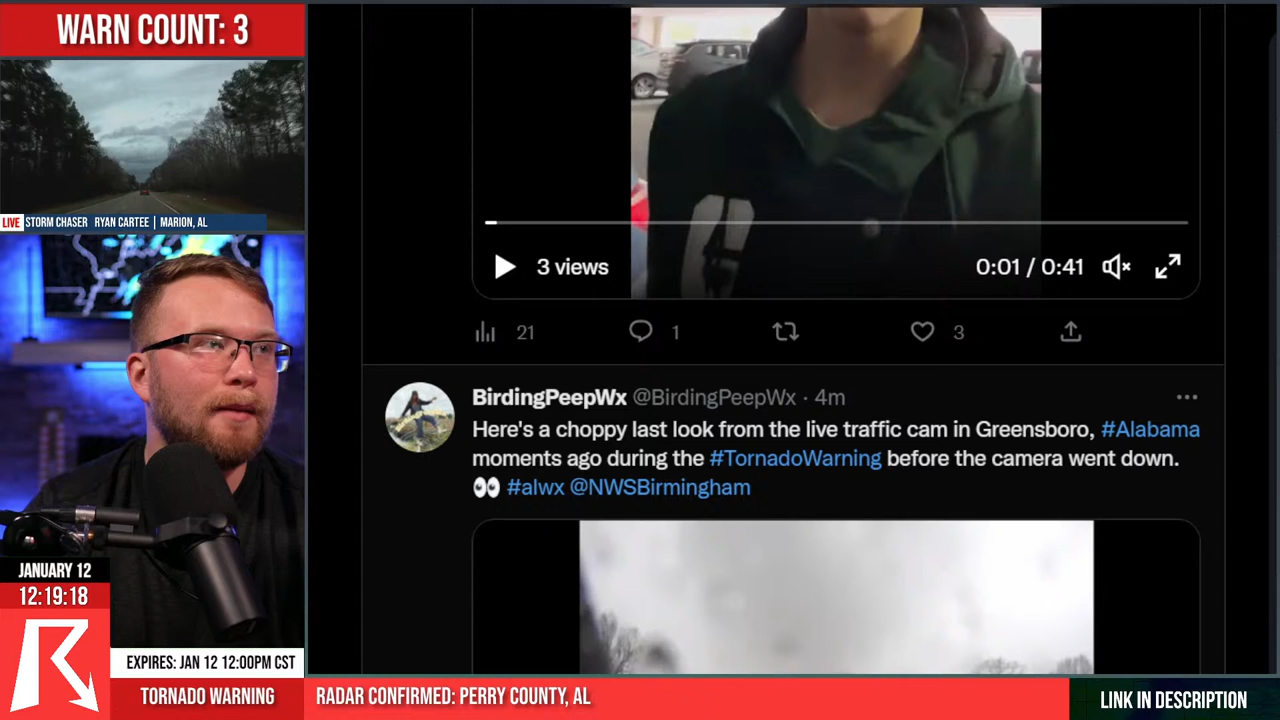 WARN COUNT: 3
LIVE STORM CHASER RYAN CARTEE | MARION, AL
JANUARY 12
12:19:18
EXPIRES: JAN 12 12:00PM CST
TORNADO WARNING
RADAR CONFIRMED: PERRY COUNTY, AL
LINK IN DESCRIPTION
3 views
0:01 / 0:41
21
1
3
BirdingPeepWx @BirdingPeepWx · 4m
Here's a choppy last look from the live traffic cam in Greensboro, #Alabama
moments ago during the #TornadoWarning before the camera went down.
👀 #alwx @NWSBirmingham